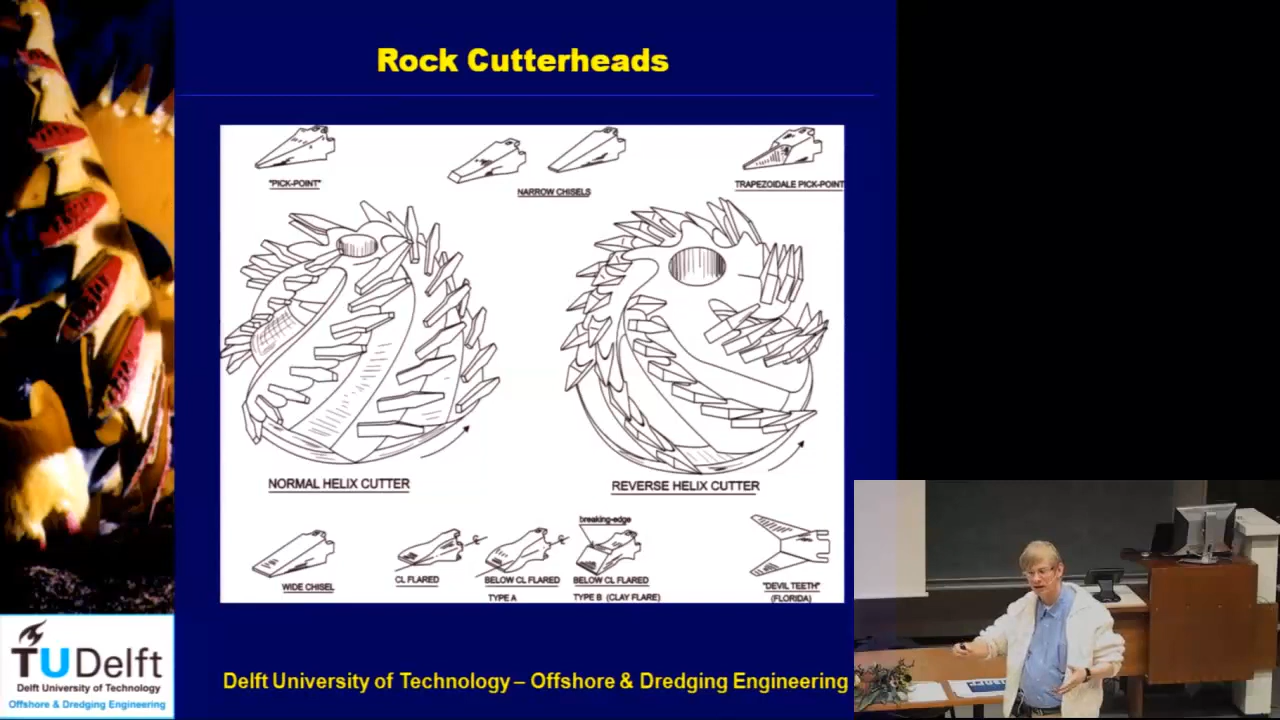 Rock Cutterheads
"PICK-POINT"
NARROW CHISELS
TRAPEZOIDALE PICK-POINT
NORMAL HELIX CUTTER
REVERSE HELIX CUTTER
breaking-edge
WIDE CHISEL
CL FLARED
BELOW CL FLARED
TYPE A
BELOW CL FLARED
TYPE B (CLAY FLARE)
"DEVIL TEETH"
(FLORIDA)
TU Delft
Delft University of Technology
Offshore & Dredging Engineering
Delft University of Technology – Offshore & Dredging Engineering